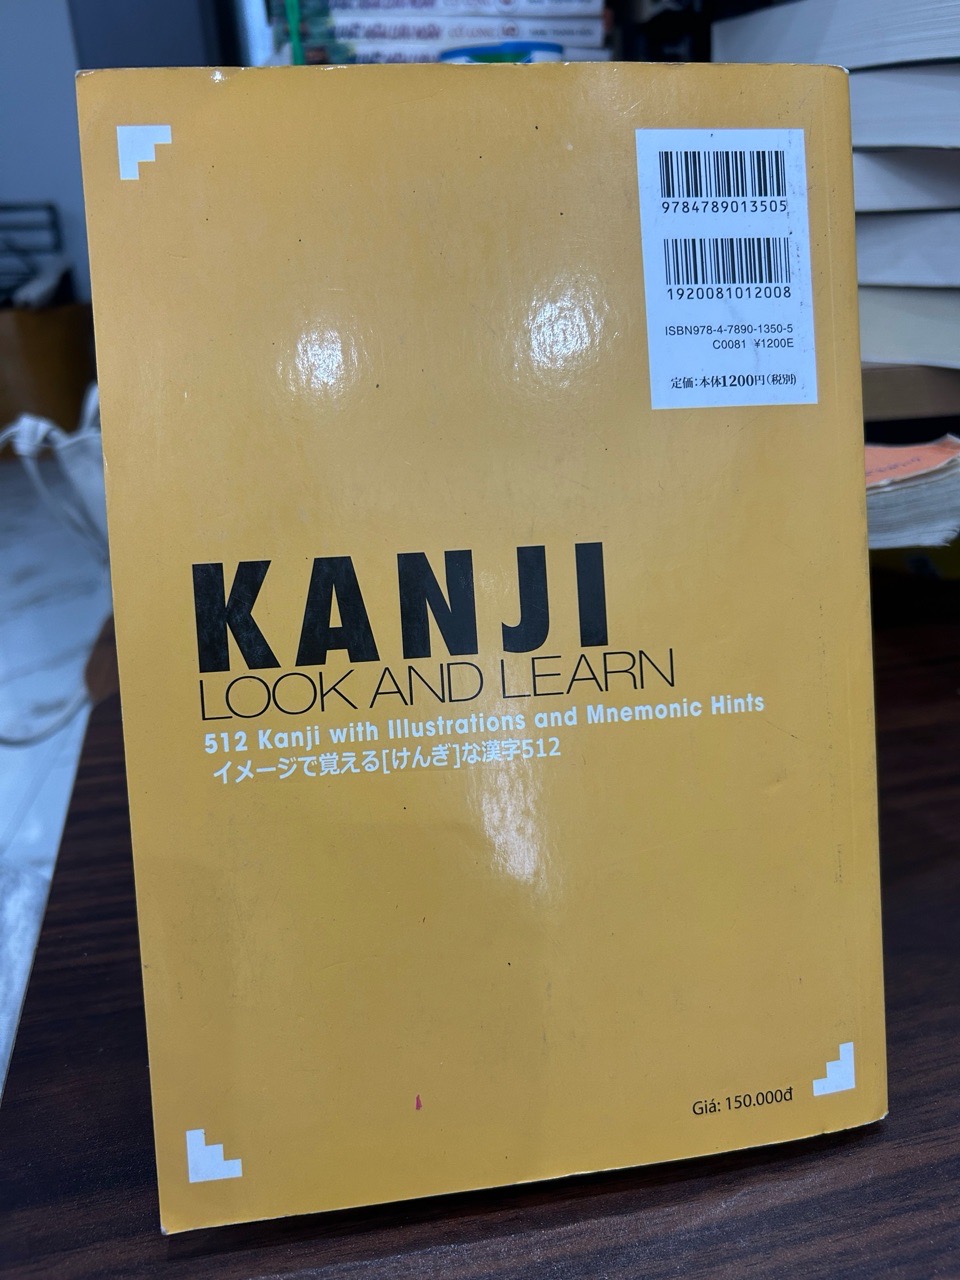 9784789013505
1920081012008
ISBN978-4-7890-1350-5
C0081 ¥1200E
定価:本体1200円(税別)
KANJI
LOOK AND LEARN
512 Kanji with Illustrations and Mnemonic Hints
イメージで覚える[げんき]な漢字512
Giá: 150.000đ